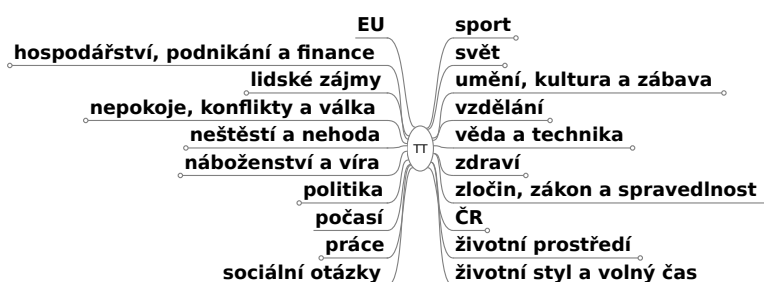 EU
hospodářství, podnikání a finance
lidské zájmy
nepokoje, konflikty a válka
neštěstí a nehoda
náboženství a víra
politika
počasí
práce
sociální otázky
TT
sport
svět
umění, kultura a zábava
vzdělání
věda a technika
zdraví
zločin, zákon a spravedlnost
ČR
životní prostředí
životní styl a volný čas